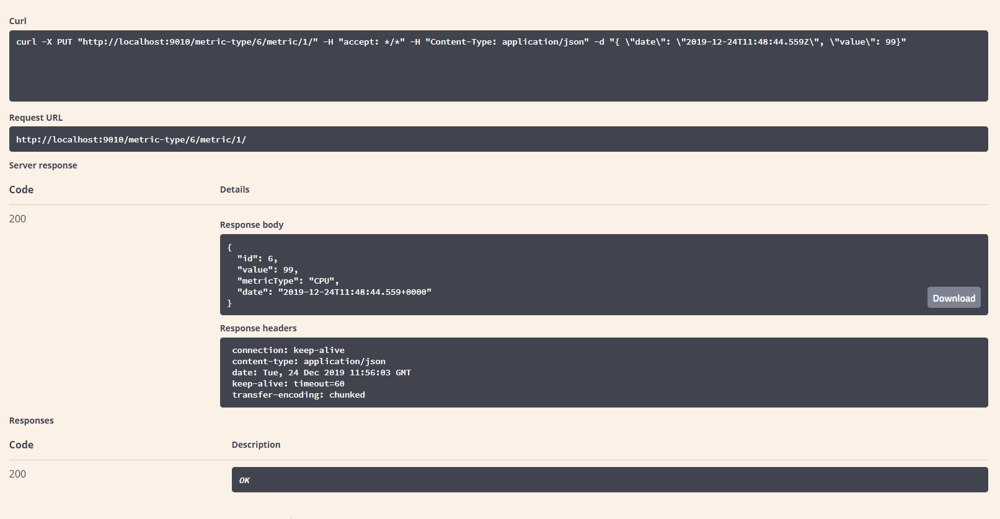 Curl
curl -X PUT "http://localhost:9010/metric-type/6/metric/1/" -H "accept: */*" -H "Content-Type: application/json" -d "{ \"date\": \"2019-12-24T11:48:44.559Z\", \"value\": 99}"
Request URL
http://localhost:9010/metric-type/6/metric/1/
Server response
Code Details
200
Response body
{
  "id": 6,
  "value": 99,
  "metricType": "CPU",
  "date": "2019-12-24T11:48:44.559+0000"
}
Download
Response headers
connection: keep-alive
content-type: application/json
date: Tue, 24 Dec 2019 11:56:03 GMT
keep-alive: timeout=60
transfer-encoding: chunked
Responses
Code Description
200
OK